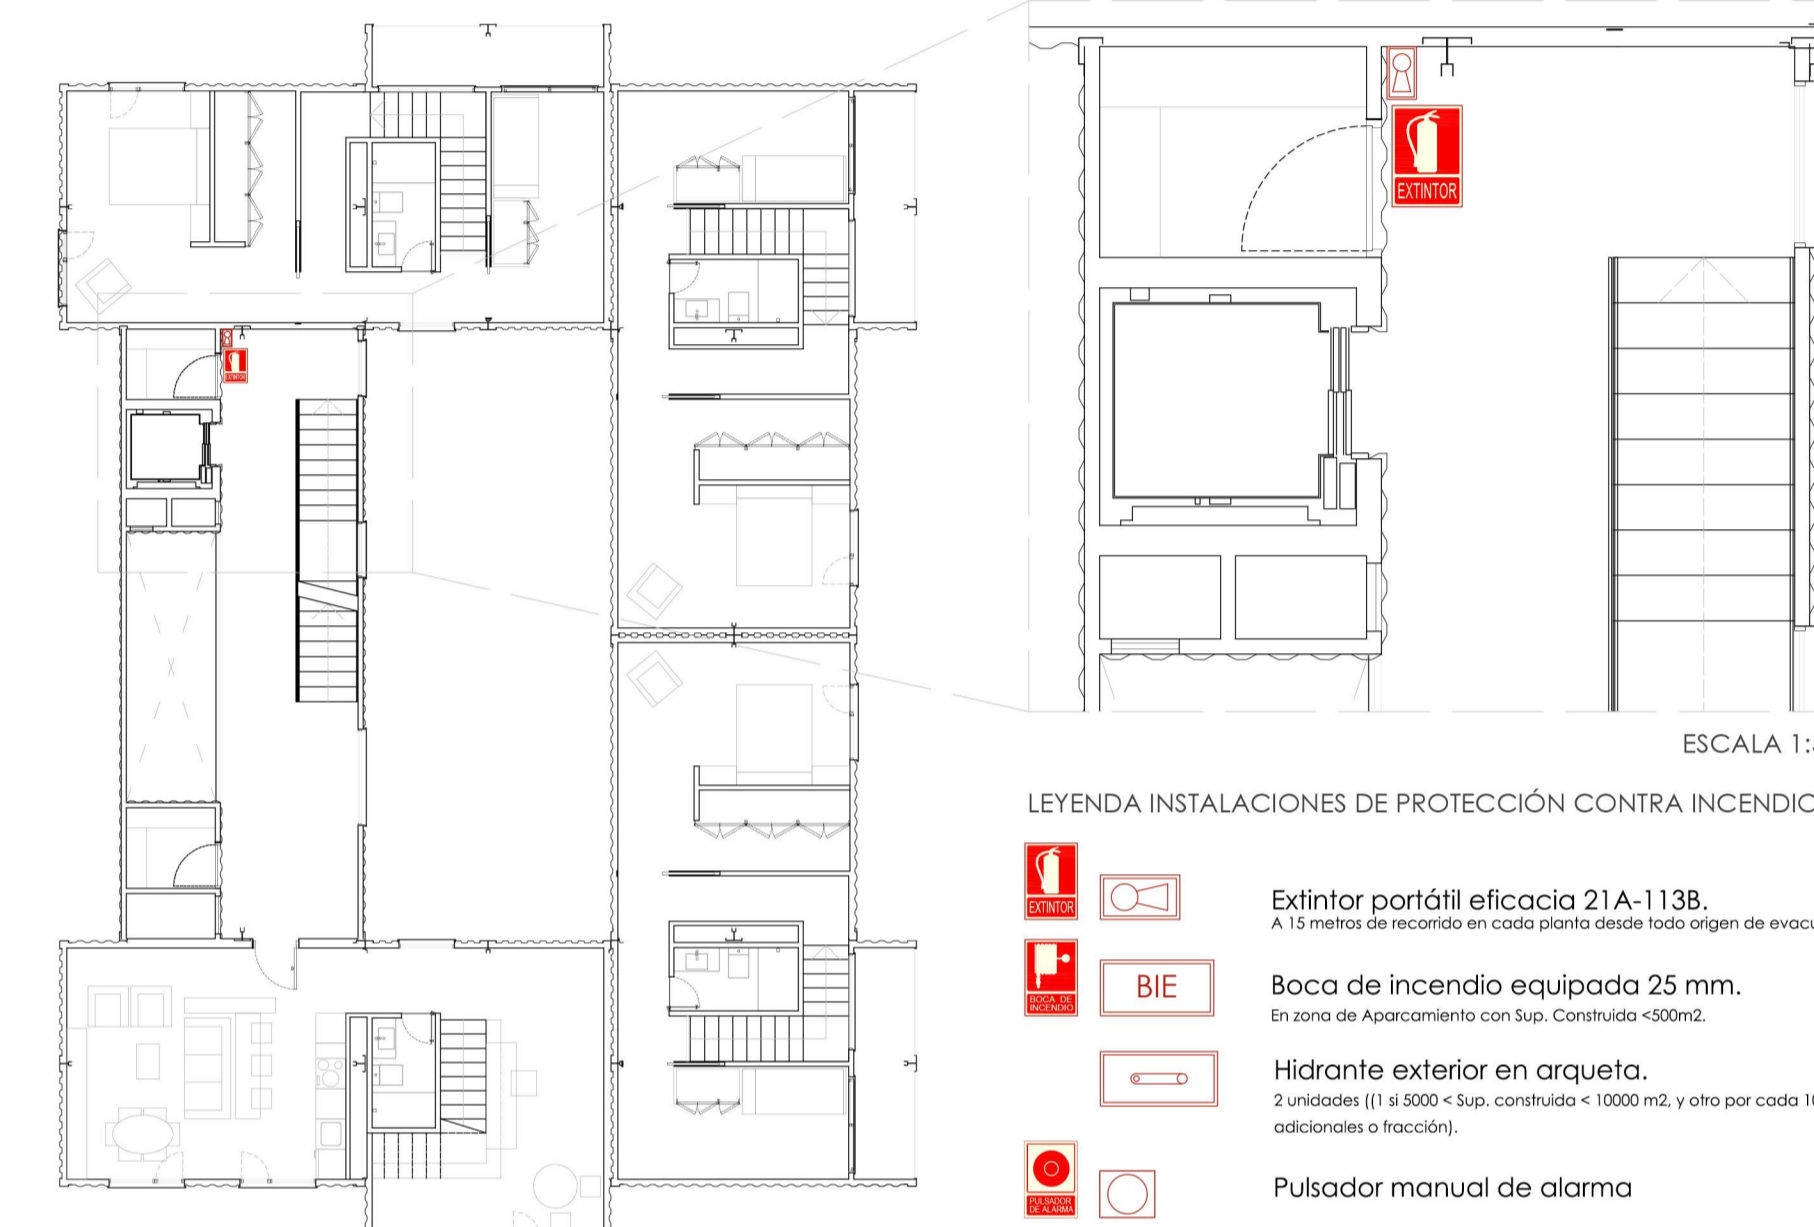 EXTINTOR
EXTINTOR
ESCALA 1:
LEYENDA INSTALACIONES DE PROTECCIÓN CONTRA INCENDIO
EXTINTOR
Extintor portátil eficacia 21A-113B.
A 15 metros de recorrido en cada planta desde todo origen de evacu
BOCA DE
INCENDIO
BIE
Boca de incendio equipada 25 mm.
En zona de Aparcamiento con Sup. Construida <500m2.
Hidrante exterior en arqueta.
2 unidades ((1 si 5000 < Sup. construida < 10000 m2, y otro por cada 10
adicionales o fracción).
PULSADOR
DE ALARMA
Pulsador manual de alarma